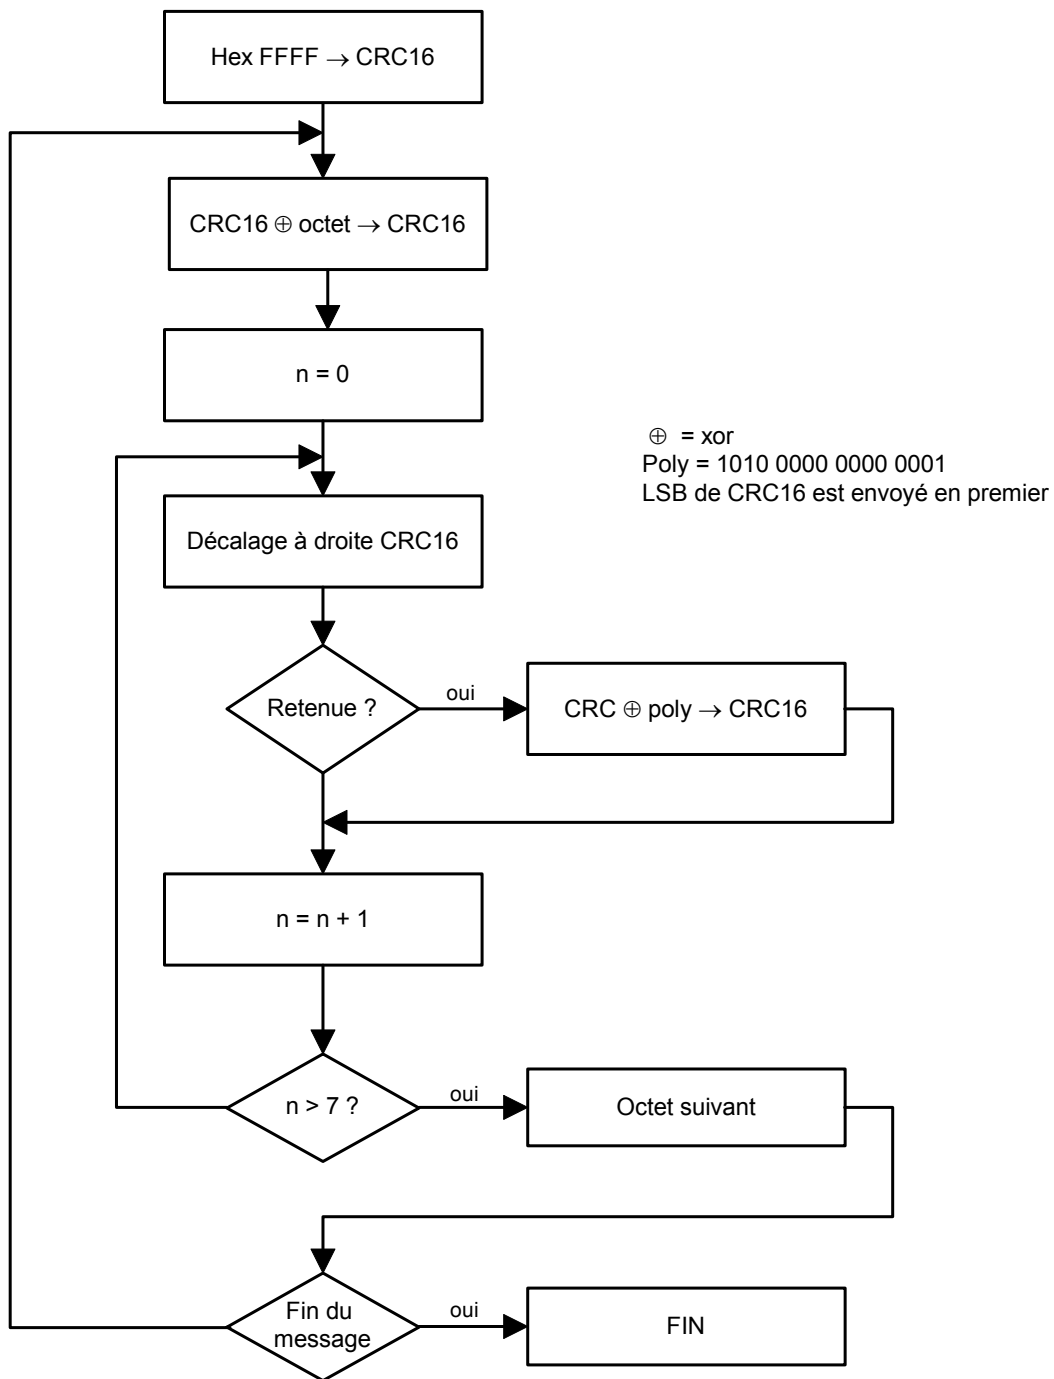 Hex FFFF → CRC16
CRC16 ⊕ octet → CRC16
n = 0
⊕ = xor
Poly = 1010 0000 0000 0001
LSB de CRC16 est envoyé en premier
Décalage à droite CRC16
Retenue ?
oui
CRC ⊕ poly → CRC16
n = n + 1
n > 7 ?
oui
Octet suivant
Fin du
message
oui
FIN